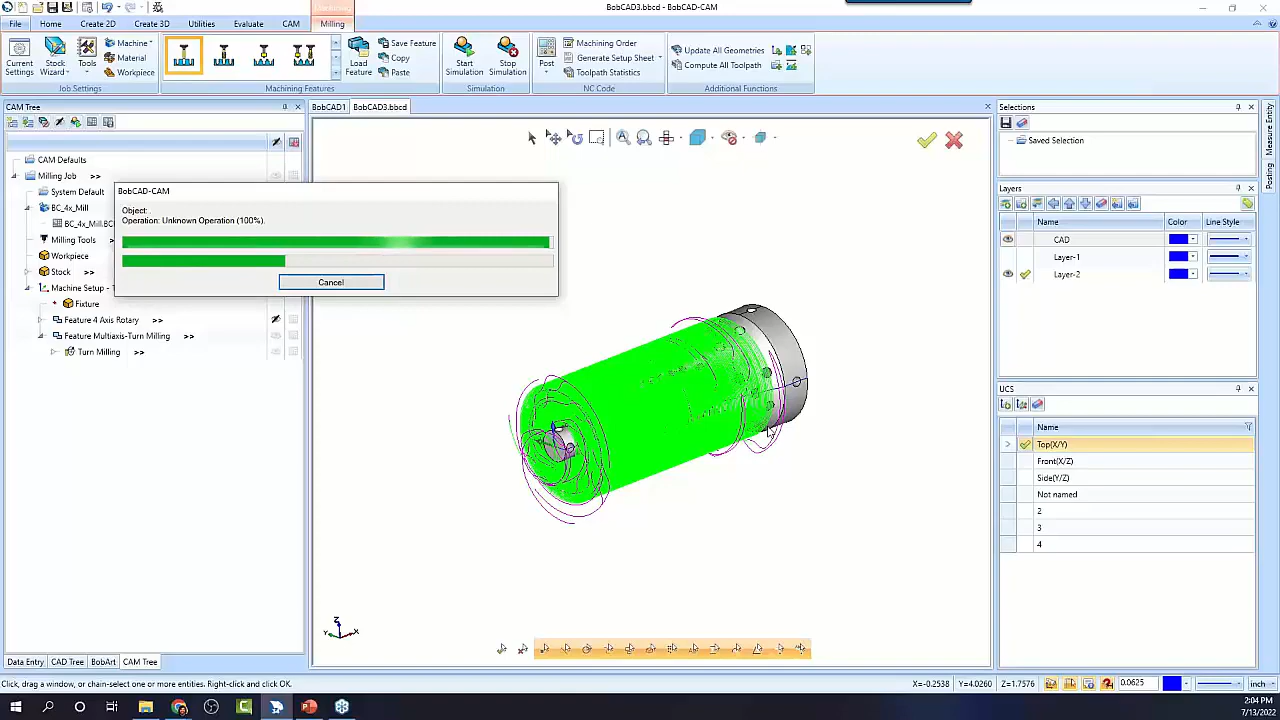 BobCAD3.bbcd - BobCAD-CAM
Machining
File Home Create 2D Create 3D Utilities Evaluate CAM Milling
Current Settings
Stock Wizard
Tools
Machine
Material
Workpiece
Job Settings
Load Feature
Save Feature
Copy
Paste
Machining Features
Start Simulation
Stop Simulation
Simulation
Post
Machining Order
Generate Setup Sheet
Toolpath Statistics
NC Code
Update All Geometries
Compute All Toolpath
Additional Functions
CAM Tree
BobCAD1 BobCAD3.bbcd
CAM Defaults
Milling Job >>
System Default
BC_4x_Mill
BC_4x_Mill.BC
Milling Tools
Workpiece
Stock >>
Machine Setup -
Fixture
Feature 4 Axis Rotary >>
Feature Multiaxis-Turn Milling >>
Turn Milling >>
BobCAD-CAM
Object:
Operation: Unknown Operation (100%).
Cancel
Z
Y X
Selections
Saved Selection
Layers
Name Color Line Style
CAD
Layer-1
Layer-2
UCS
Name
Top(X/Y)
Front(X/Z)
Side(Y/Z)
Not named
2
3
4
Measure Entity
Posting
Data Entry CAD Tree BobArt CAM Tree
Click, drag a window, or chain-select one or more entities. Right-click and click OK.
X=-0.2538 Y=4.0260 Z=1.7576 0.0625 inch
2:04 PM
7/13/2022